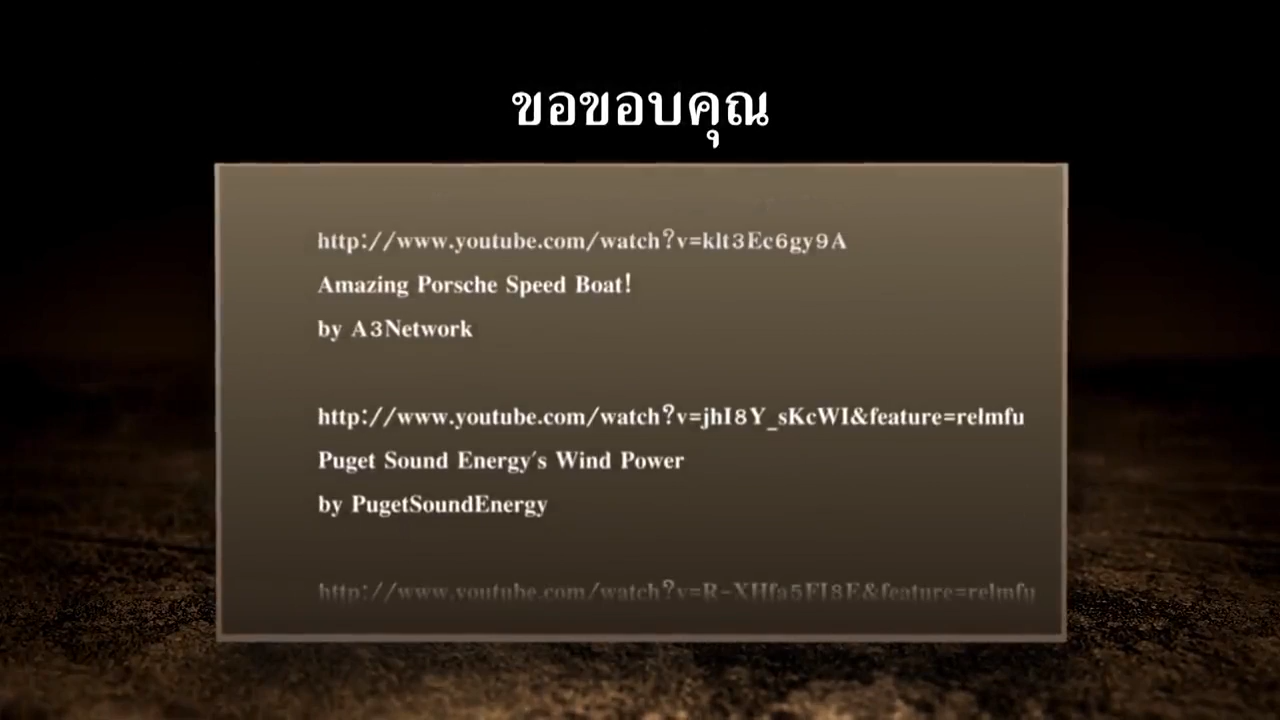 ขอขอบคุณ
http://www.youtube.com/watch?v=klt3Ec6gy9A
Amazing Porsche Speed Boat!
by A3Network
http://www.youtube.com/watch?v=jhI8Y_sKcWI&feature=relmfu
Puget Sound Energy's Wind Power
by PugetSoundEnergy